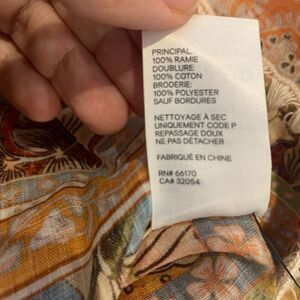 PRINCIPAL
100% RAMIE
DOUBLURE:
100% COTON
BRODERIE:
100% POLYESTER
SAUF BORDURES
NETTOYAGE À SEC
UNIQUEMENT CODE P
REPASSAGE DOUX
NE PAS DÉTACHER
FABRIQUÉ EN CHINE
RN# 66170
CA# 32054